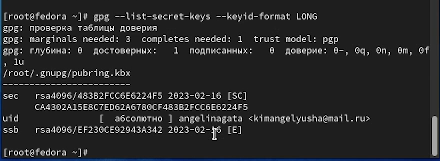 [root@fedora ~]# gpg --list-secret-keys --keyid-format LONG
gpg: проверка таблицы доверия
gpg: marginals needed: 3  completes needed: 1  trust model: pgp
gpg: глубина: 0  достоверных:   1  подписанных:   0  доверие: 0-, 0q, 0n, 0m, 0f
, 1u
/root/.gnupg/pubring.kbx
------------------------
sec   rsa4096/483B2FCC6E6224F5 2023-02-16 [SC]
      CA4302A15E8C7ED62A6780CF483B2FCC6E6224F5
uid                 [  абсолютно ] angelinagata <kimangelyusha@mail.ru>
ssb   rsa4096/EF230CE92943A342 2023-02-16 [E]
[root@fedora ~]#